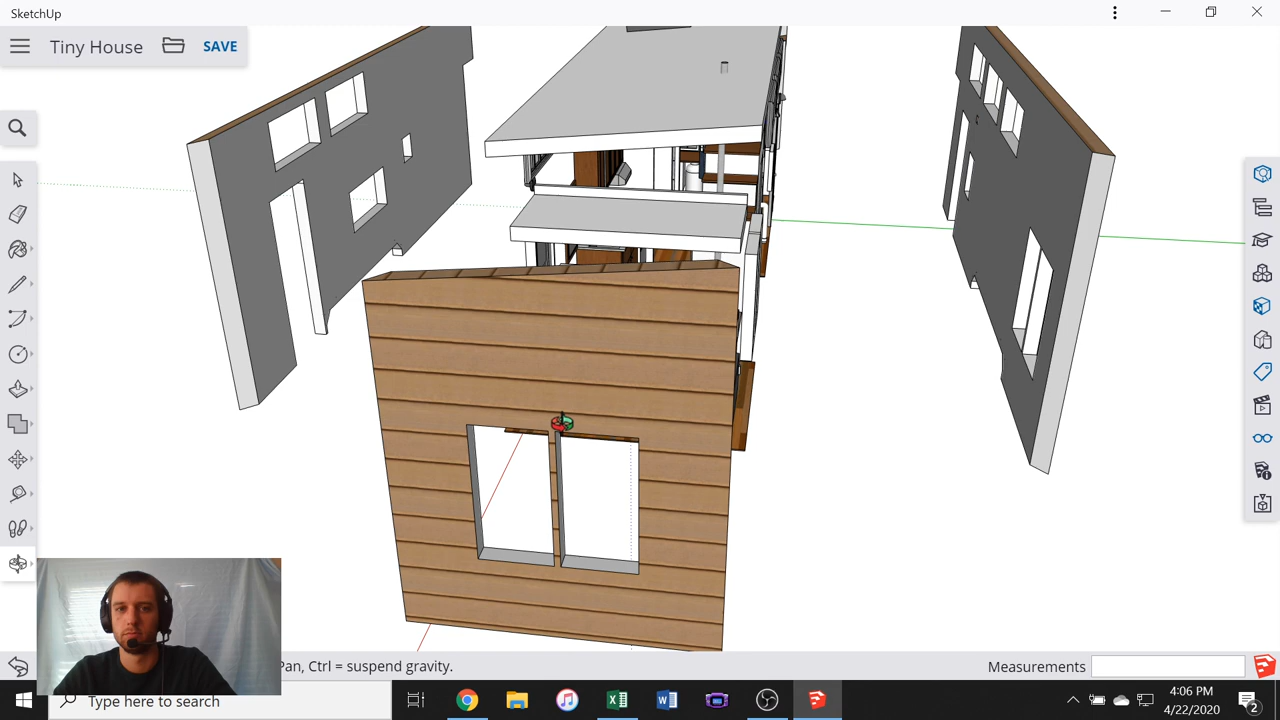 SketchUp
Tiny House
SAVE
Pan, Ctrl = suspend gravity.
Measurements
Type here to search
4:06 PM
4/22/2020
2